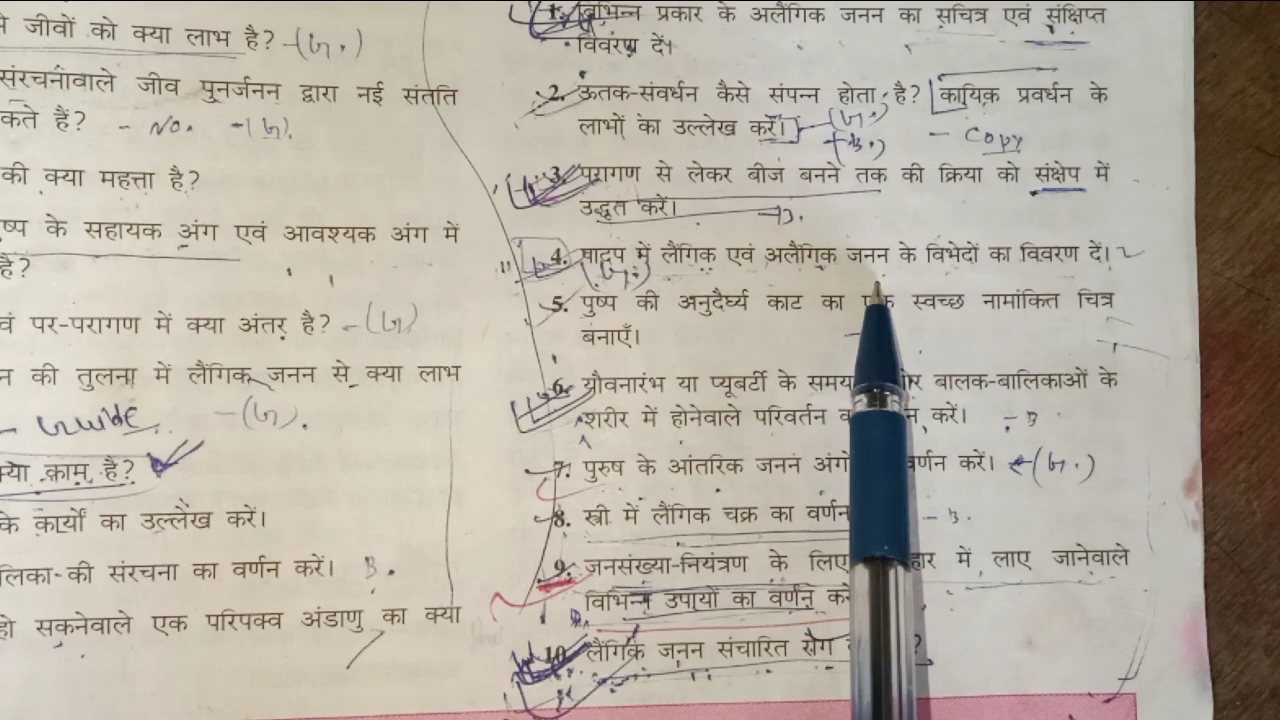 जीवों को क्या लाभ है? -(G.)
संरचनावाले जीव पुनर्जनन द्वारा नई संतति
कते हैं? - No. -(G).
की क्या महत्ता है?
ष्प के सहायक अंग एवं आवश्यक अंग में
है?
वं पर-परागण में क्या अंतर है? -(G)
न की तुलना में लैंगिक जनन से क्या लाभ
- Guide -(G).
क्या काम है?
के कार्यों का उल्लेख करें।
लिका-की संरचना का वर्णन करें। B.
हो सकनेवाले एक परिपक्व अंडाणु का क्या
1. विभिन्न प्रकार के अलैंगिक जनन का सचित्र एवं संक्षिप्त
विवरण दें।
2. ऊतक-संवर्धन कैसे संपन्न होता है? कायिक प्रवर्धन के
लाभों का उल्लेख करें। -(G.) - Copy
(B.)
3. परागण से लेकर बीज बनने तक की क्रिया को संक्षेप में
उद्धृत करें। -B.
4. पादप में लैंगिक एवं अलैंगिक जनन के विभेदों का विवरण दें।
(G.)
5. पुष्प की अनुदैर्घ्य काट का एक स्वच्छ नामांकित चित्र
बनाएँ।
6. यौवनारंभ या प्यूबर्टी के समय बालक-बालिकाओं के
शरीर में होनेवाले परिवर्तन करें। - B
7. पुरुष के आंतरिक जनन अंगों वर्णन करें। -(G.)
8. स्त्री में लैंगिक चक्र का वर्णन - B.
9. जनसंख्या-नियंत्रण के लिए हार में लाए जानेवाले
विभिन्न उपायों का वर्णन करें
10. लैंगिक जनन संचारित रोग ?